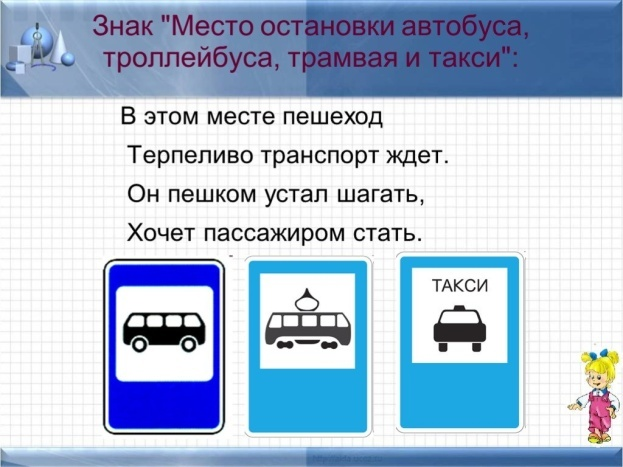 Знак "Место остановки автобуса,
троллейбуса, трамвая и такси":
В этом месте пешеход
Терпеливо транспорт ждет.
Он пешком устал шагать,
Хочет пассажиром стать.
ТАКСИ